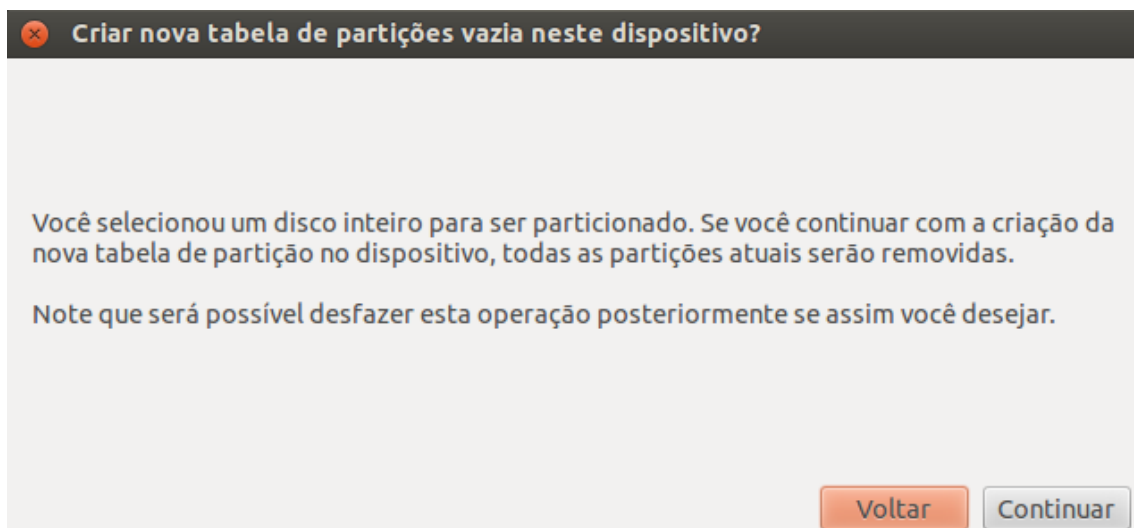 Criar nova tabela de partições vazia neste dispositivo?
Você selecionou um disco inteiro para ser particionado. Se você continuar com a criação da
nova tabela de partição no dispositivo, todas as partições atuais serão removidas.
Note que será possível desfazer esta operação posteriormente se assim você desejar.
Voltar
Continuar